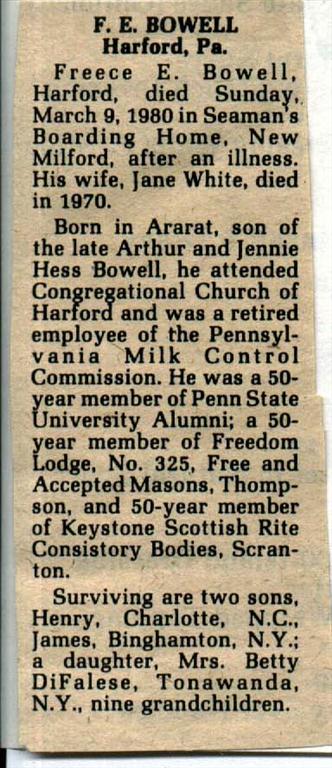 F. E. BOWELL
Harford, Pa.
Freece E. Bowell,
Harford, died Sunday,
March 9, 1980 in Seaman's
Boarding Home, New
Milford, after an illness.
His wife, Jane White, died
in 1970.
Born in Ararat, son of
the late Arthur and Jennie
Hess Bowell, he attended
Congregational Church of
Harford and was a retired
employee of the Pennsyl-
vania Milk Control
Commission. He was a 50-
year member of Penn State
University Alumni; a 50-
year member of Freedom
Lodge, No. 325, Free and
Accepted Masons, Thomp-
son, and 50-year member
of Keystone Scottish Rite
Consistory Bodies, Scran-
ton.
Surviving are two sons,
Henry, Charlotte, N.C.,
James, Binghamton, N.Y.;
a daughter, Mrs. Betty
DiFalese, Tonawanda,
N.Y., nine grandchildren.